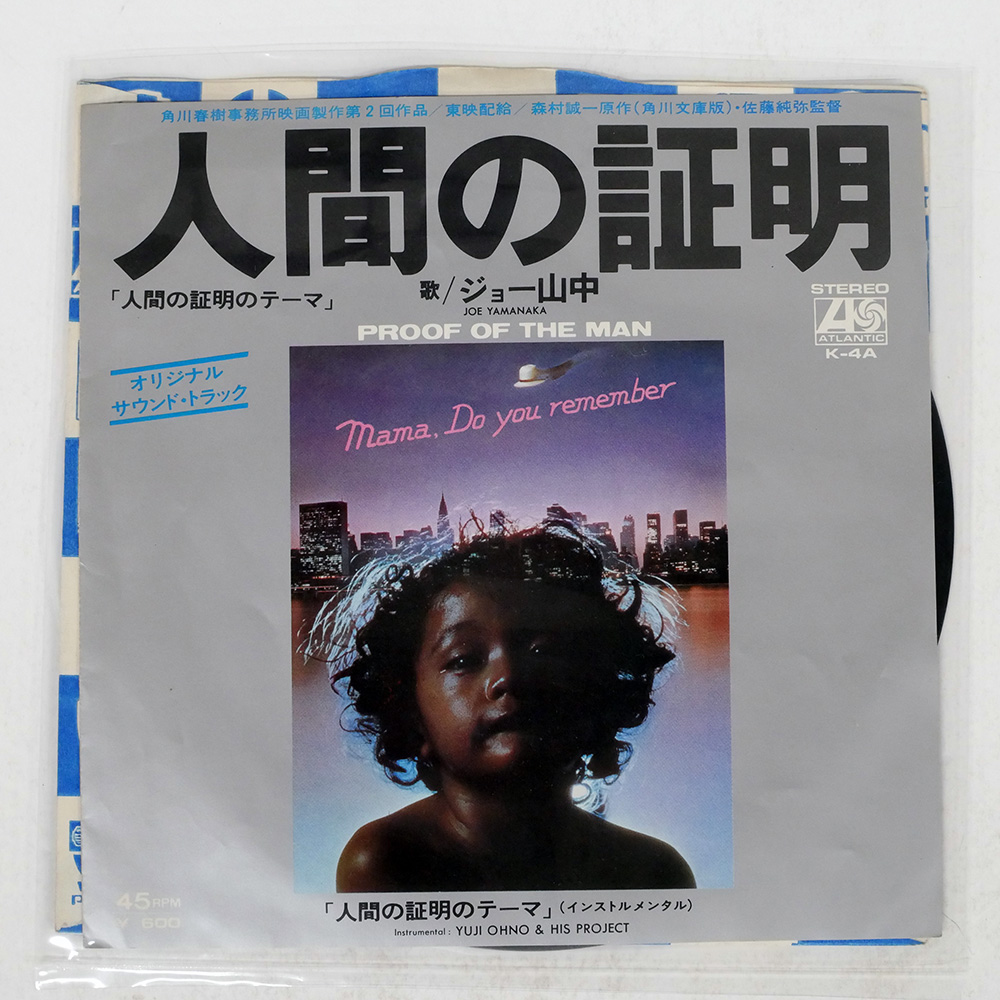 角川春樹事務所映画製作第2回作品/東映配給/森村誠一原作(角川文庫版)・佐藤純弥監督
人間の証明
「人間の証明のテーマ」
歌/ジョー山中
JOE YAMANAKA
PROOF OF THE MAN
STEREO
ATLANTIC
K-4A
オリジナル
サウンド・トラック
Mama, Do you remember
45RPM
¥ 600
「人間の証明のテーマ」(インストルメンタル)
Instrumental: YUJI OHNO & HIS PROJECT